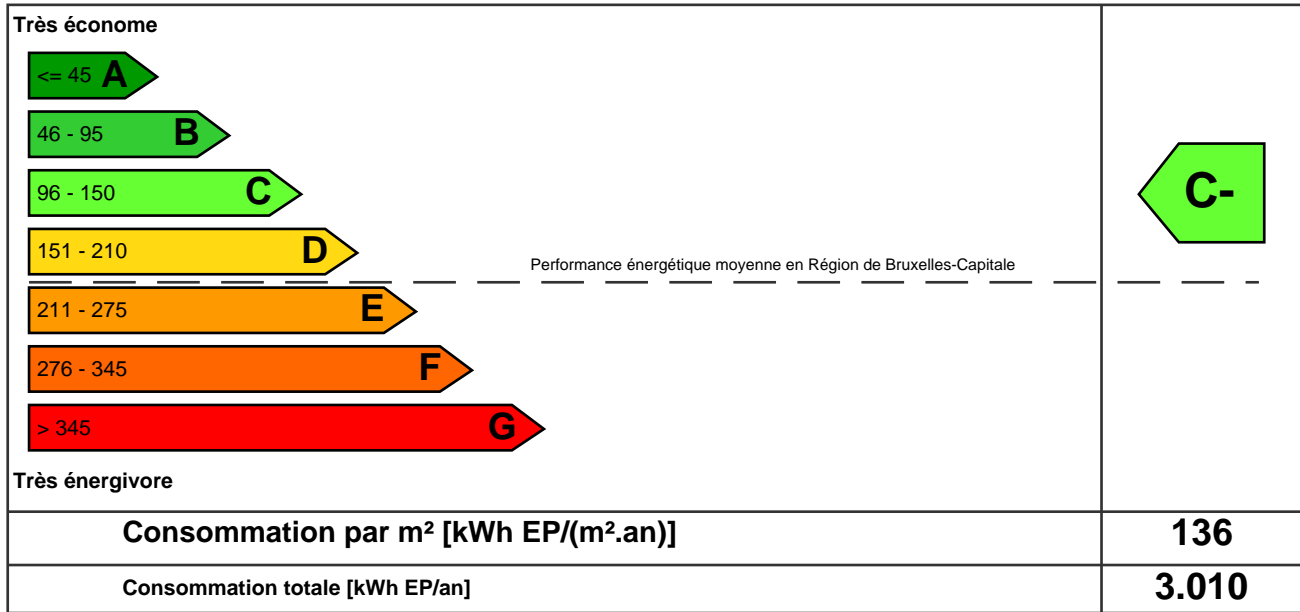 Très économe
<= 45 A
46 - 95 B
96 - 150 C
C-
151 - 210 D
Performance énergétique moyenne en Région de Bruxelles-Capitale
211 - 275 E
276 - 345 F
> 345 G
Très énergivore
Consommation par m² [kWh EP/(m².an)] 136
Consommation totale [kWh EP/an] 3.010